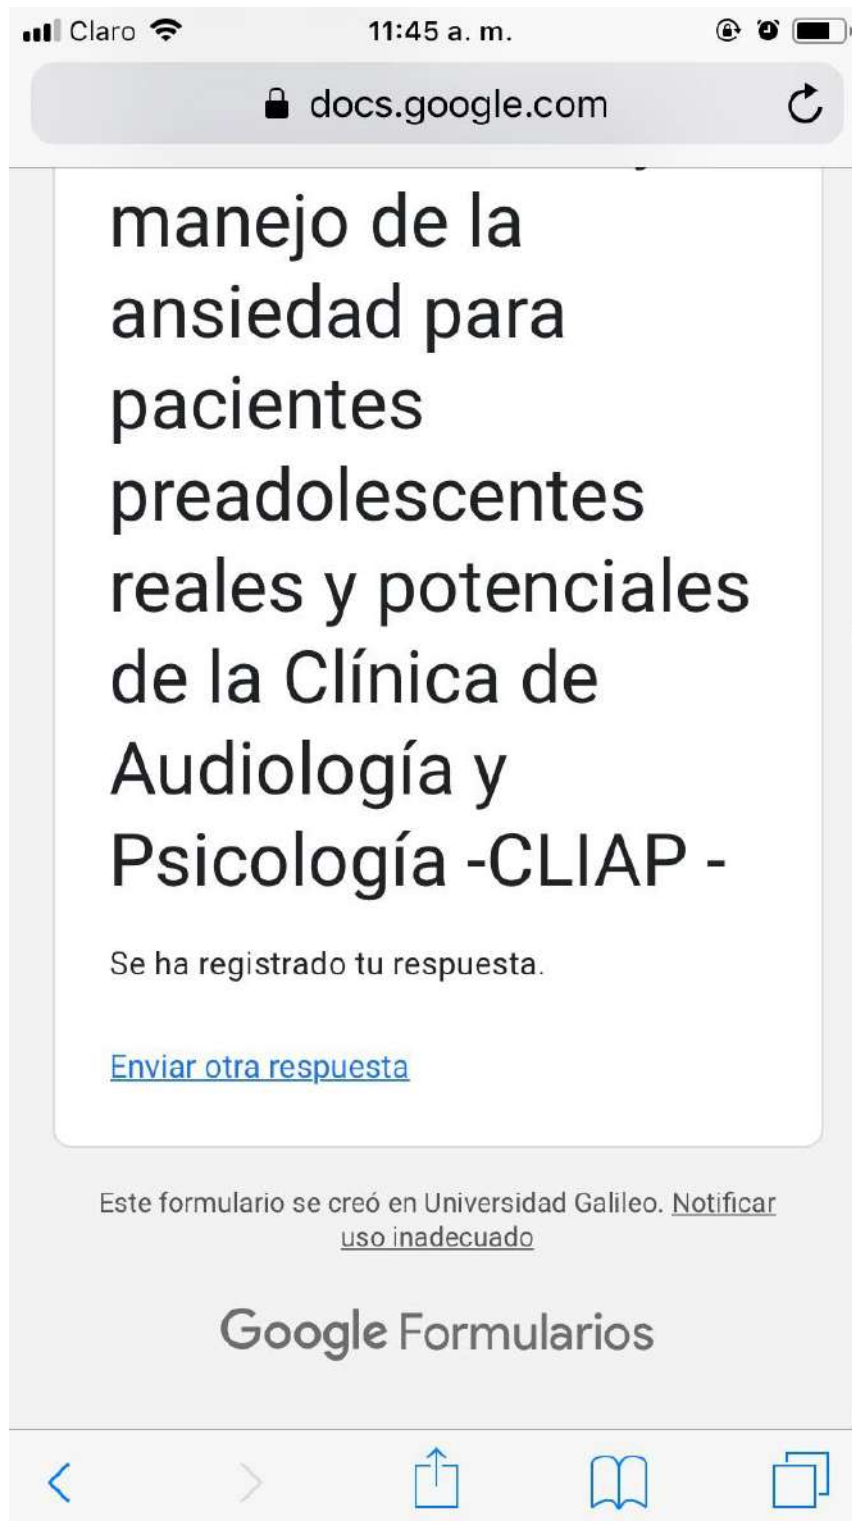 Claro
11:45 a. m.
docs.google.com
manejo de la
ansiedad para
pacientes
preadolescentes
reales y potenciales
de la Clínica de
Audiología y
Psicología -CLIAP -
Se ha registrado tu respuesta.
Enviar otra respuesta
Este formulario se creó en Universidad Galileo. Notificar
uso inadecuado
Google Formularios